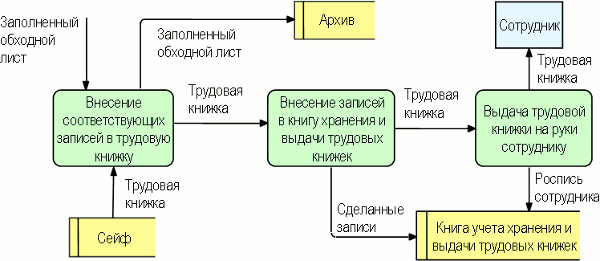 Заполненный
обходной
лист
Заполненный
обходной лист
Архив
Сотрудник
Трудовая
книжка
Внесение
соответствующих
записей в трудовую
книжку
Трудовая
книжка
Внесение записей
в книгу хранения и
выдачи трудовых
книжек
Трудовая
книжка
Выдача трудовой
книжки на руки
сотруднику
Трудовая
книжка
Сейф
Сделанные
записи
Роспись
сотрудника
Книга учета хранения и
выдачи трудовых книжек